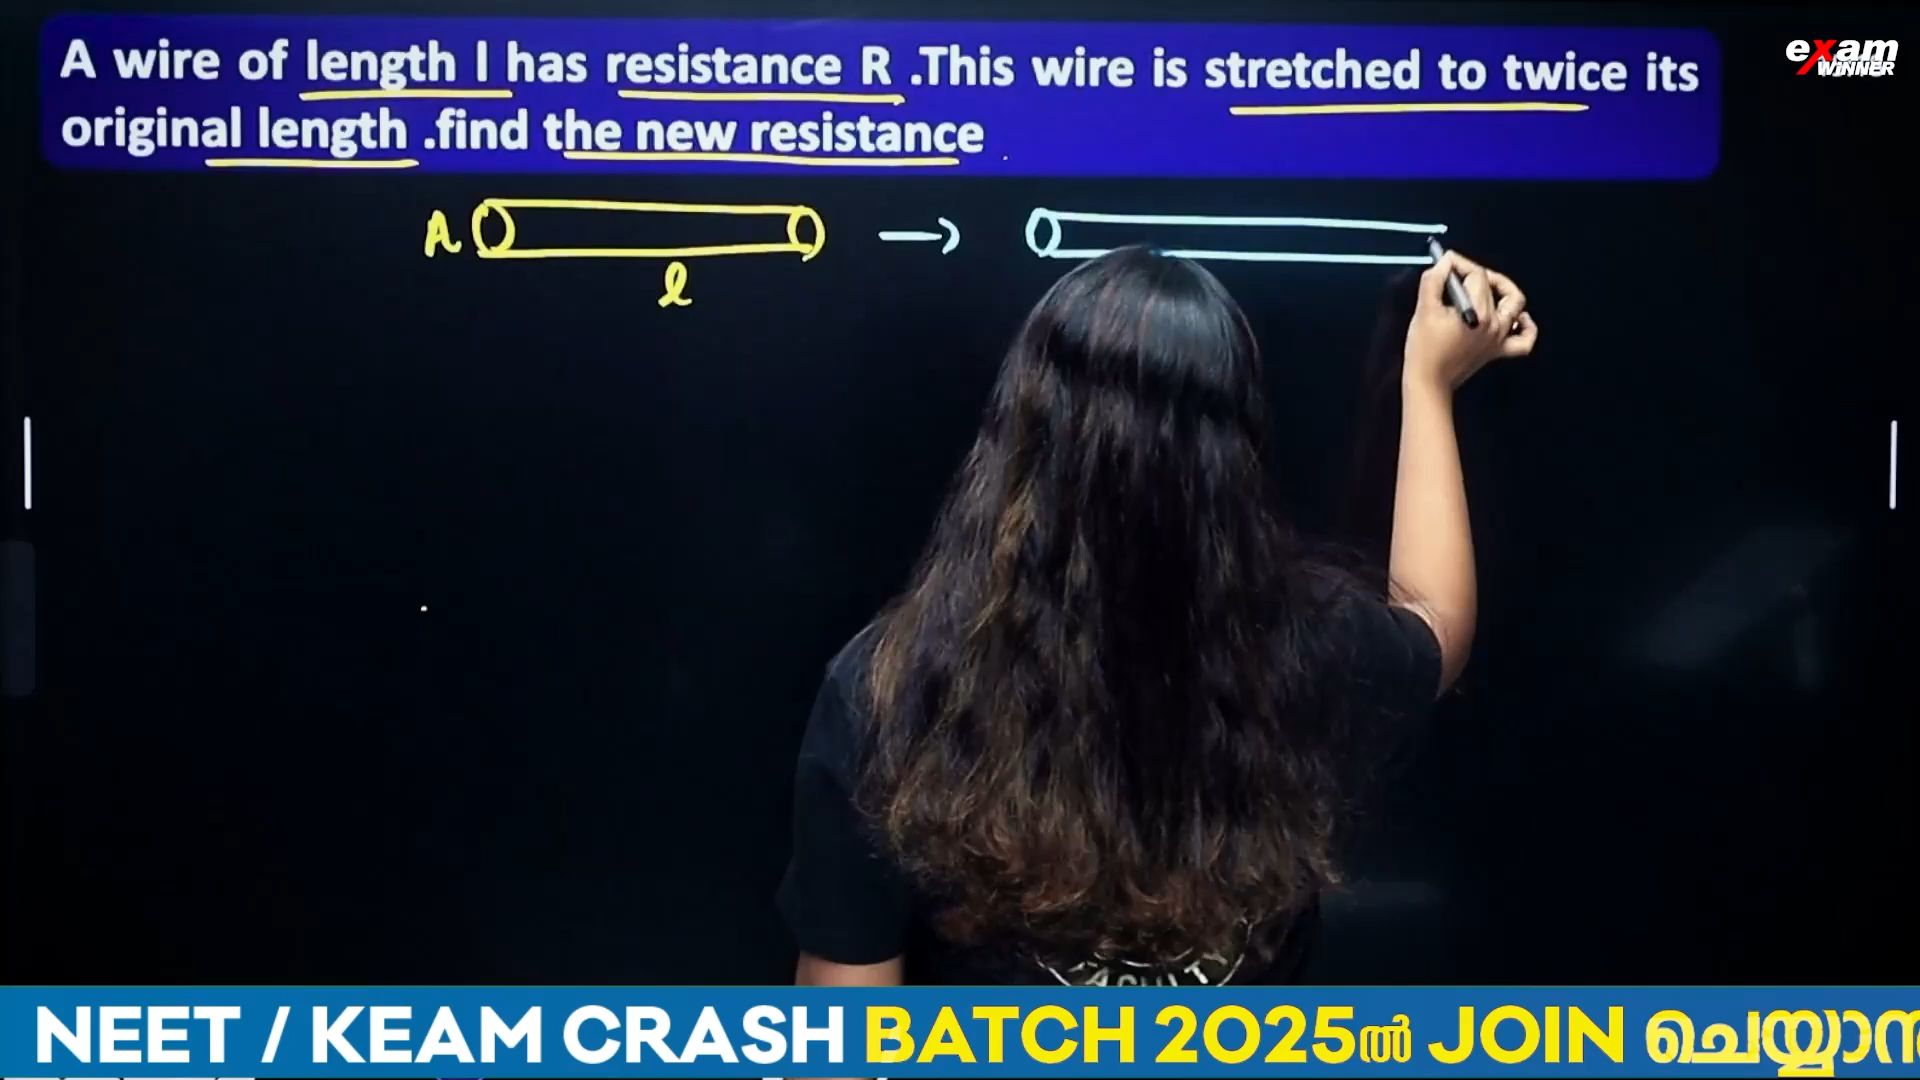 A wire of length l has resistance R .This wire is stretched to twice its
original length .find the new resistance
exam
WINNER
A
l
FACULTY
NEET / KEAM CRASH BATCH 2025ൽ JOIN ചെയ്യാൻ